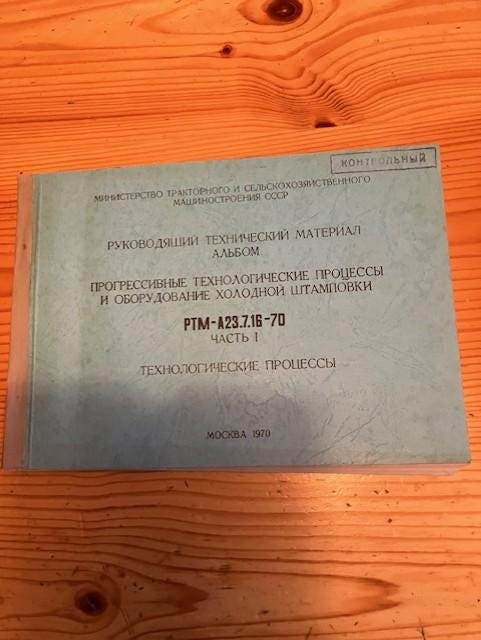 КОНТРОЛЬНЫЙ
МИНИСТЕРСТВО ТРАКТОРНОГО И СЕЛЬСКОХОЗЯЙСТВЕННОГО
МАШИНОСТРОЕНИЯ СССР
РУКОВОДЯЩИЙ ТЕХНИЧЕСКИЙ МАТЕРИАЛ
АЛЬБОМ
ПРОГРЕССИВНЫЕ ТЕХНОЛОГИЧЕСКИЕ ПРОЦЕССЫ
И ОБОРУДОВАНИЕ ХОЛОДНОЙ ШТАМПОВКИ
РТМ-А23.7.16-70
ЧАСТЬ I
ТЕХНОЛОГИЧЕСКИЕ ПРОЦЕССЫ
МОСКВА 1970